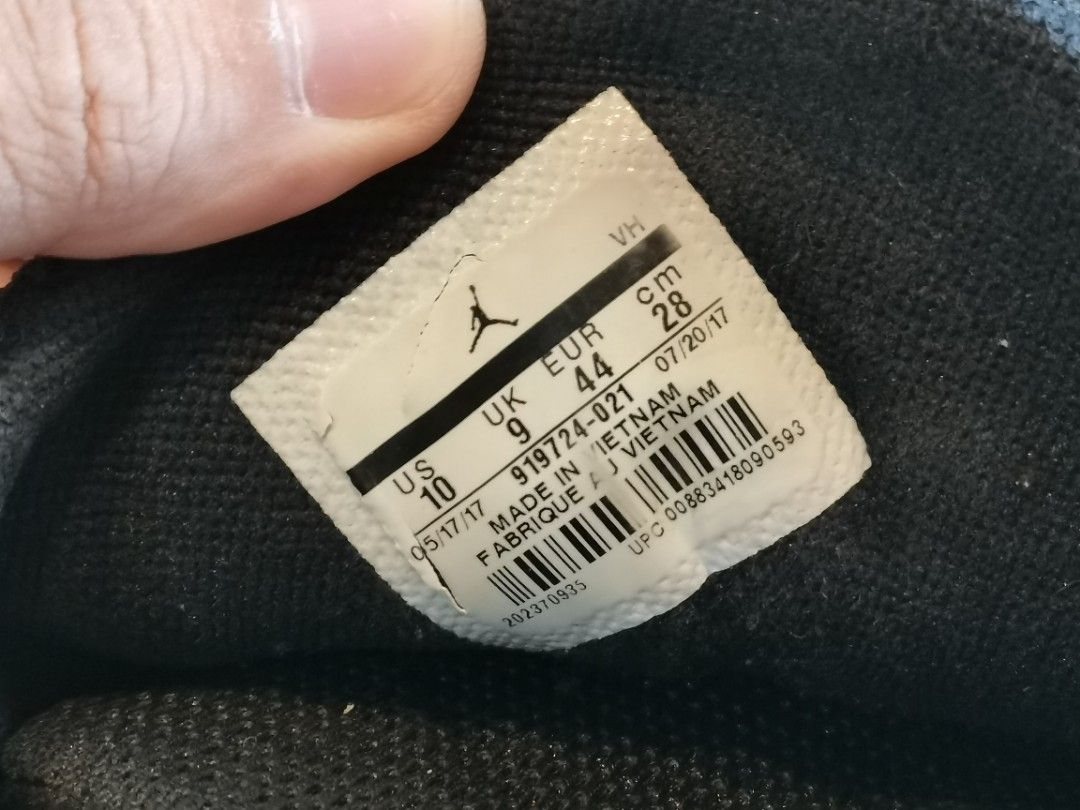 VH
US UK EUR cm
10 9 44 28
05/17/17 919724-021 07/20/17
MADE IN VIETNAM
FABRIQUE AU VIETNAM
202370935 UPC 00883418090593